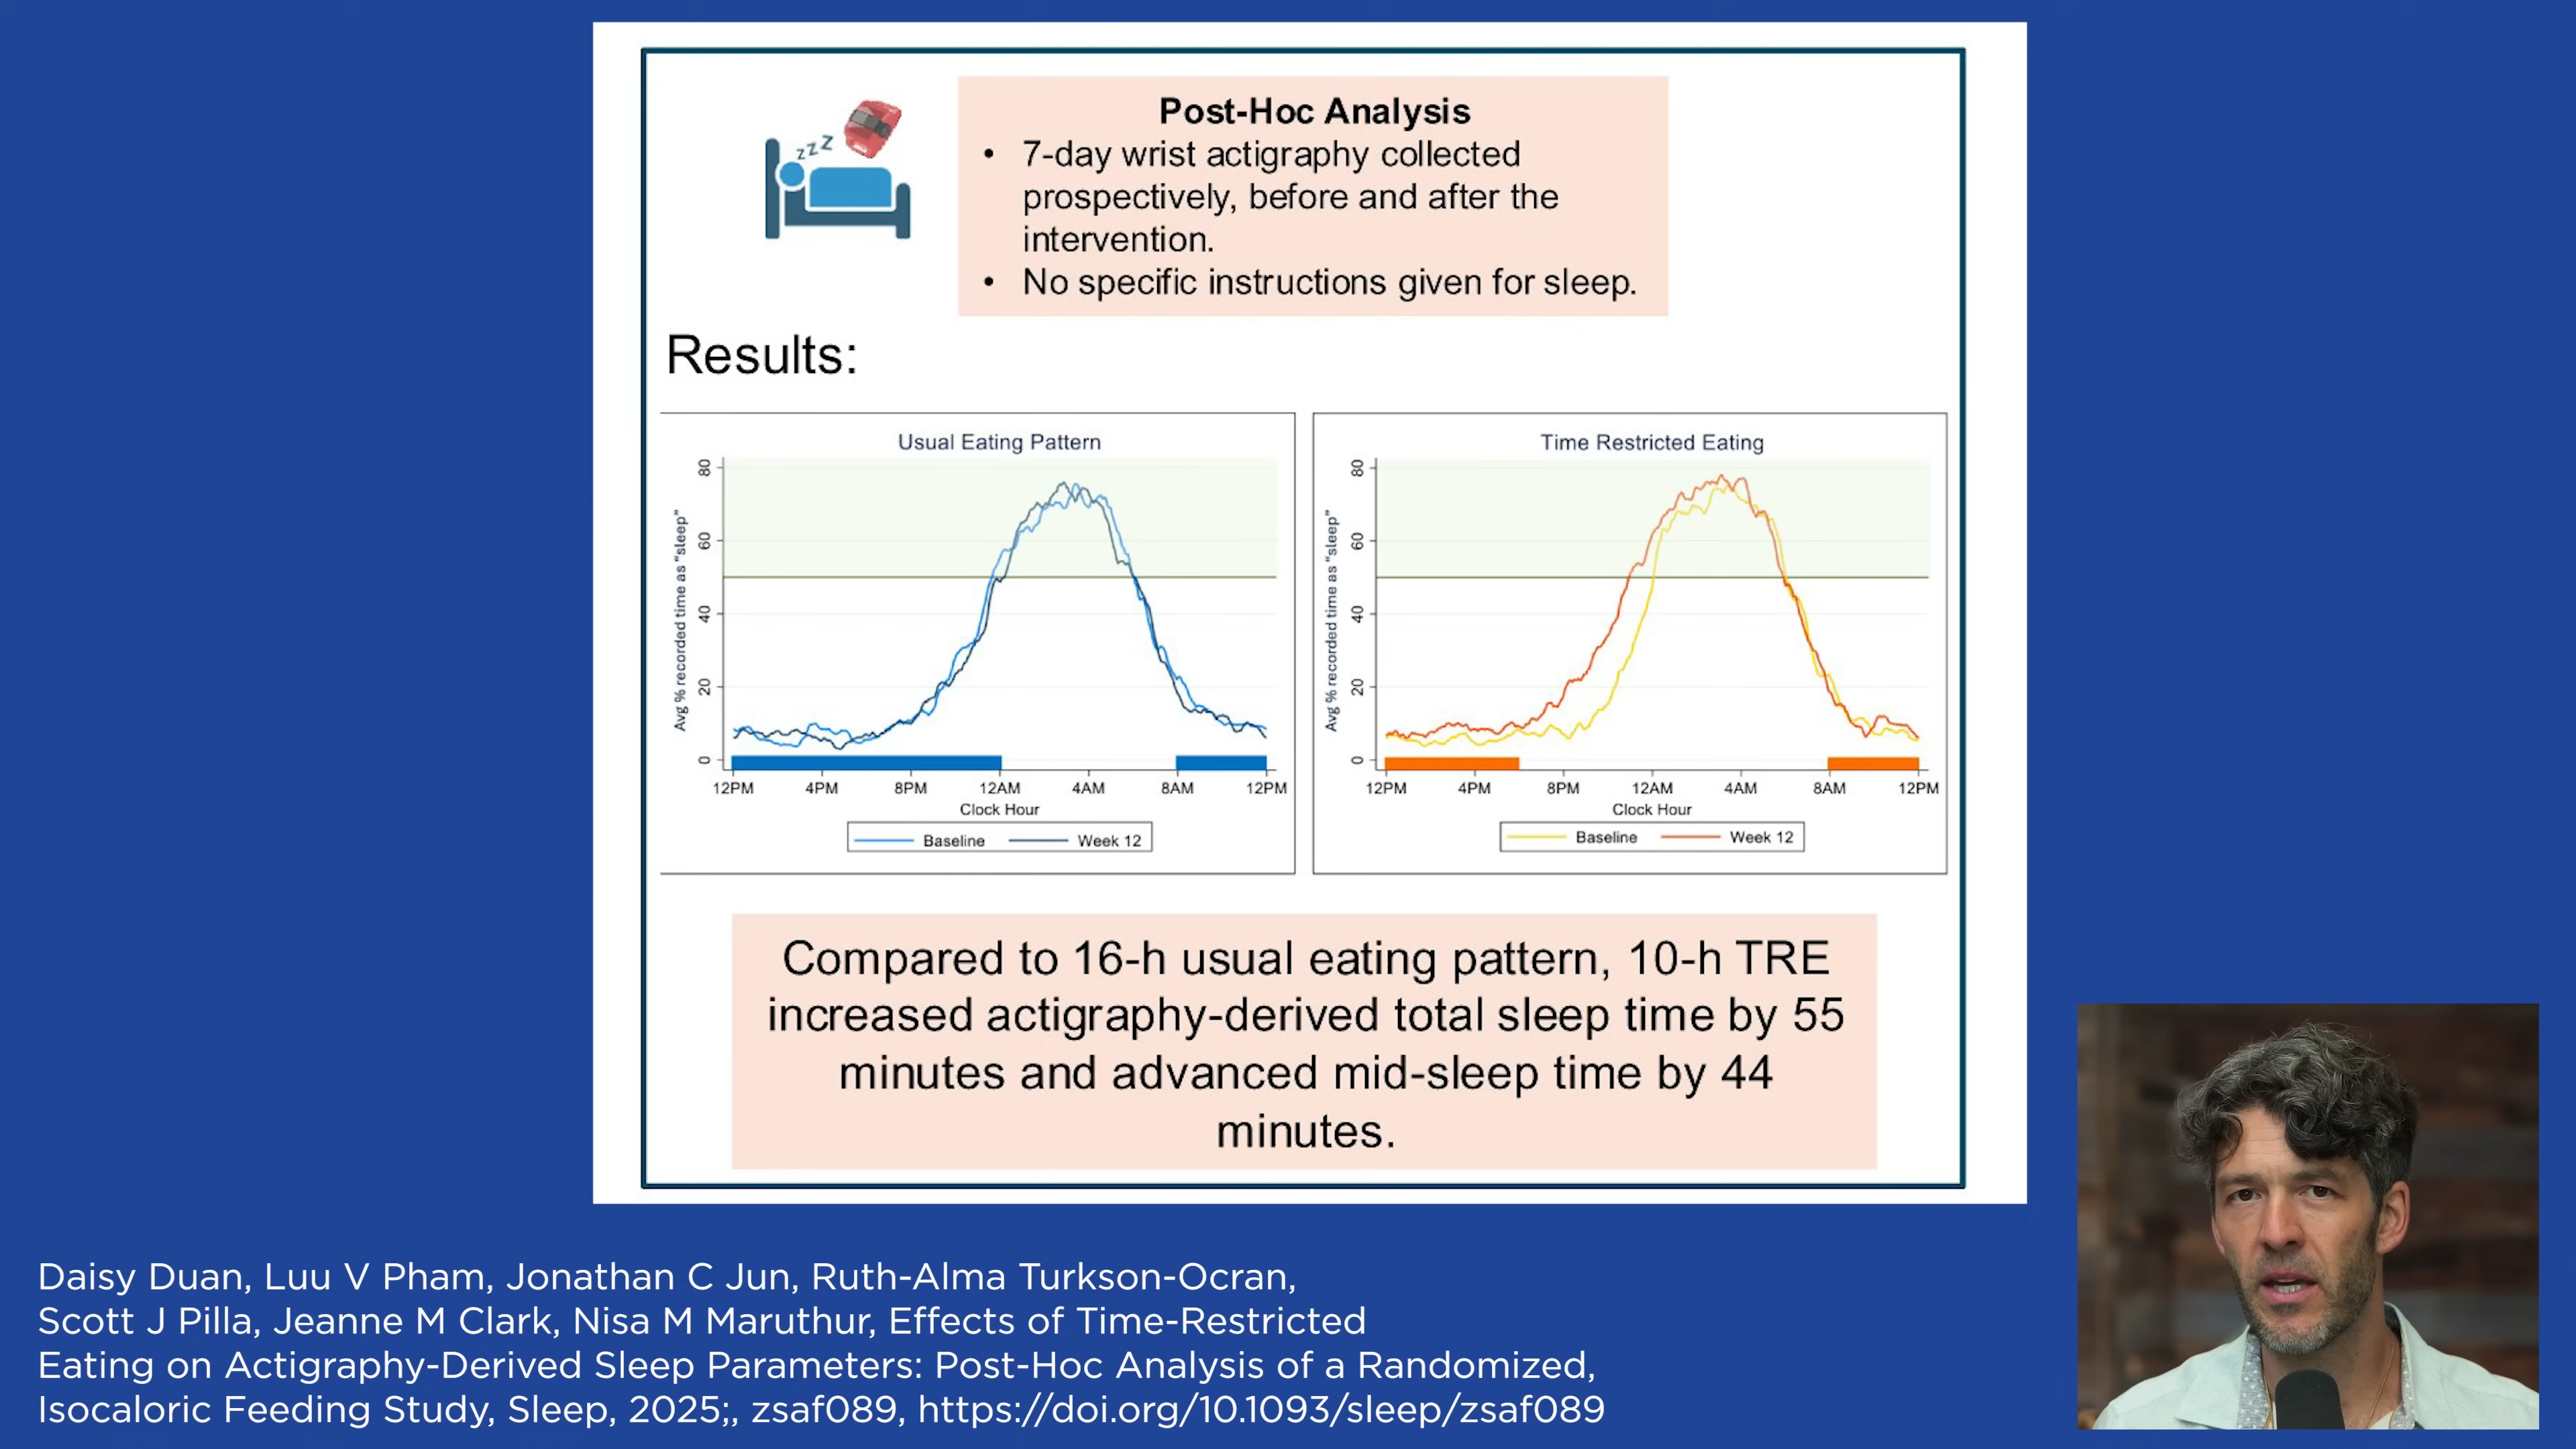 Post-Hoc Analysis
• 7-day wrist actigraphy collected
prospectively, before and after the
intervention.
• No specific instructions given for sleep.
zzZ
Results:
Usual Eating Pattern
Avg % recorded time as “sleep”
80
60
40
20
0
12PM 4PM 8PM 12AM 4AM 8AM 12PM
Clock Hour
Baseline Week 12
Time Restricted Eating
Avg % recorded time as “sleep”
80
60
40
20
0
12PM 4PM 8PM 12AM 4AM 8AM 12PM
Clock Hour
Baseline Week 12
Compared to 16-h usual eating pattern, 10-h TRE
increased actigraphy-derived total sleep time by 55
minutes and advanced mid-sleep time by 44
minutes.
Daisy Duan, Luu V Pham, Jonathan C Jun, Ruth-Alma Turkson-Ocran,
Scott J Pilla, Jeanne M Clark, Nisa M Maruthur, Effects of Time-Restricted
Eating on Actigraphy-Derived Sleep Parameters: Post-Hoc Analysis of a Randomized,
Isocaloric Feeding Study, Sleep, 2025;, zsaf089, https://doi.org/10.1093/sleep/zsaf089